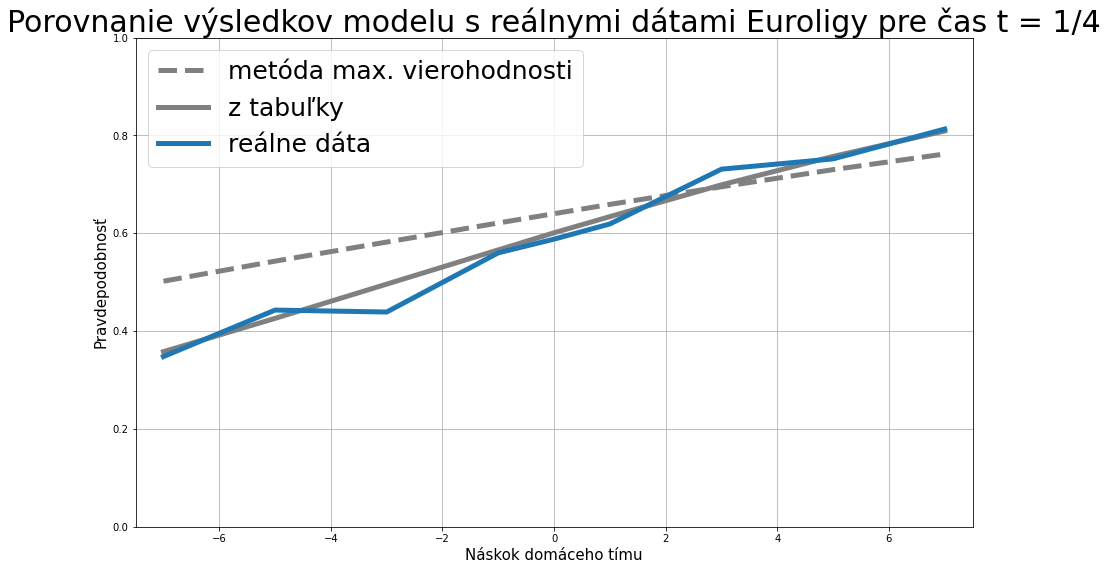 Porovnanie výsledkov modelu s reálnymi dátami Euroligy pre čas t = 1/4
metóda max. vierohodnosti
z tabuľky
reálne dáta
Pravdepodobnosť
1.0
0.8
0.6
0.4
0.2
0.0
−6 −4 −2 0 2 4 6
Náskok domáceho tímu